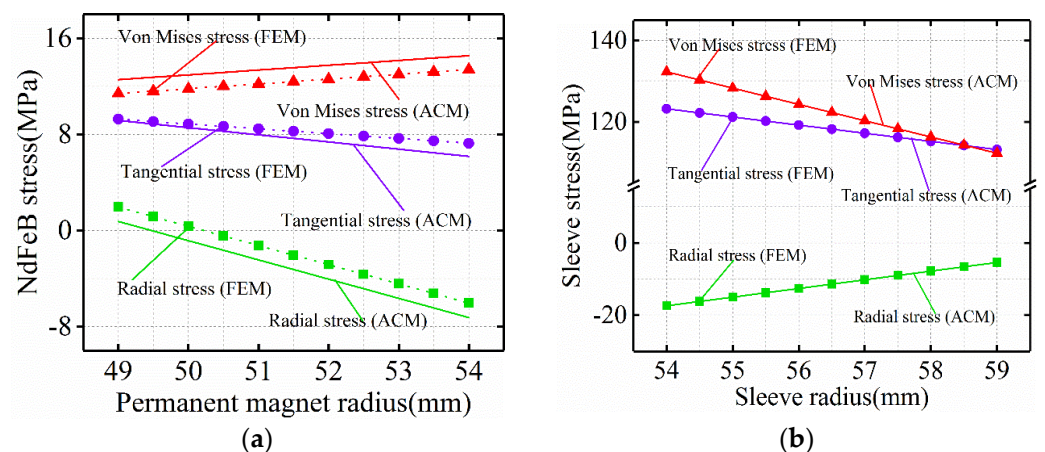 16
8
0
-8
NdFeB stress(MPa)
Von Mises stress (FEM)
Von Mises stress (ACM)
Tangential stress (FEM)
Tangential stress (ACM)
Radial stress (FEM)
Radial stress (ACM)
49 50 51 52 53 54
Permanent magnet radius(mm)
(a)
140
120
0
-20
Sleeve stress(MPa)
Von Mises stress (FEM)
Von Mises stress (ACM)
Tangential stress (FEM)
Tangential stress (ACM)
Radial stress (FEM)
Radial stress (ACM)
54 55 56 57 58 59
Sleeve radius(mm)
(b)